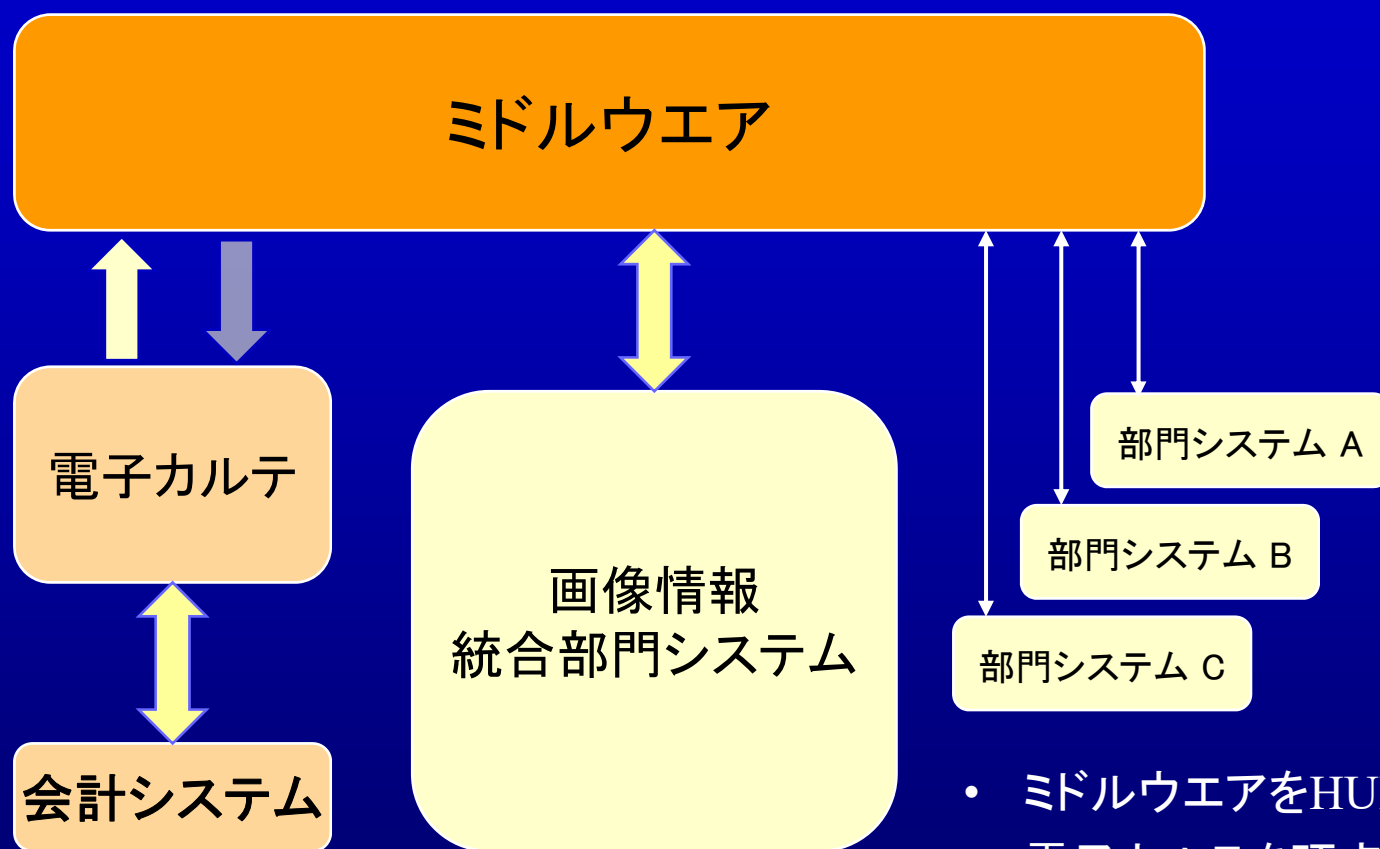 ミドルウエア
電子カルテ
会計システム
画像情報
統合部門システム
部門システム A
部門システム B
部門システム C
• ミドルウエアをHU